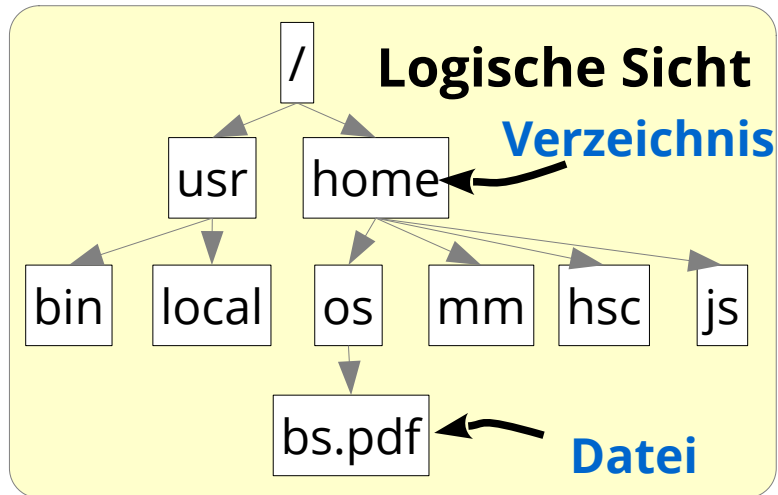 /
Logische Sicht
Verzeichnis
usr
home
bin
local
os
mm
hsc
js
bs.pdf
Datei